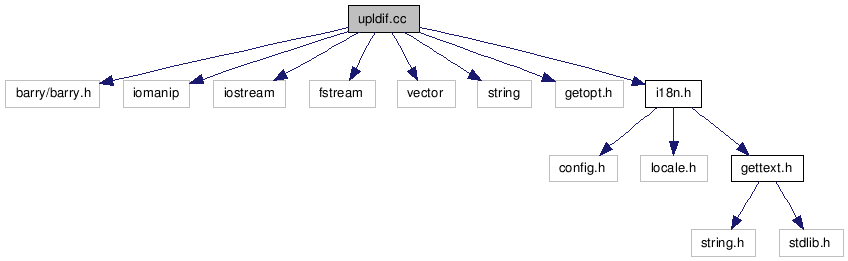 upldif.cc
barry/barry.h
iomanip
iostream
fstream
vector
string
getopt.h
i18n.h
config.h
locale.h
gettext.h
string.h
stdlib.h